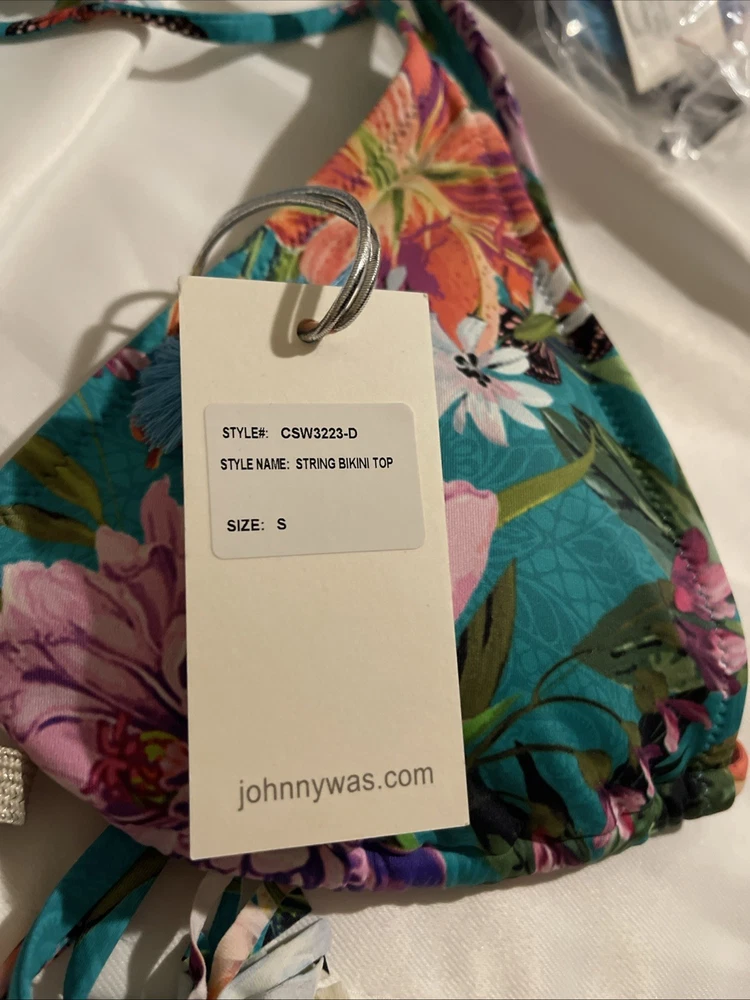 STYLE#: CSW3223-D
STYLE NAME: STRING BIKINI TOP
SIZE: S
johnnywas.com